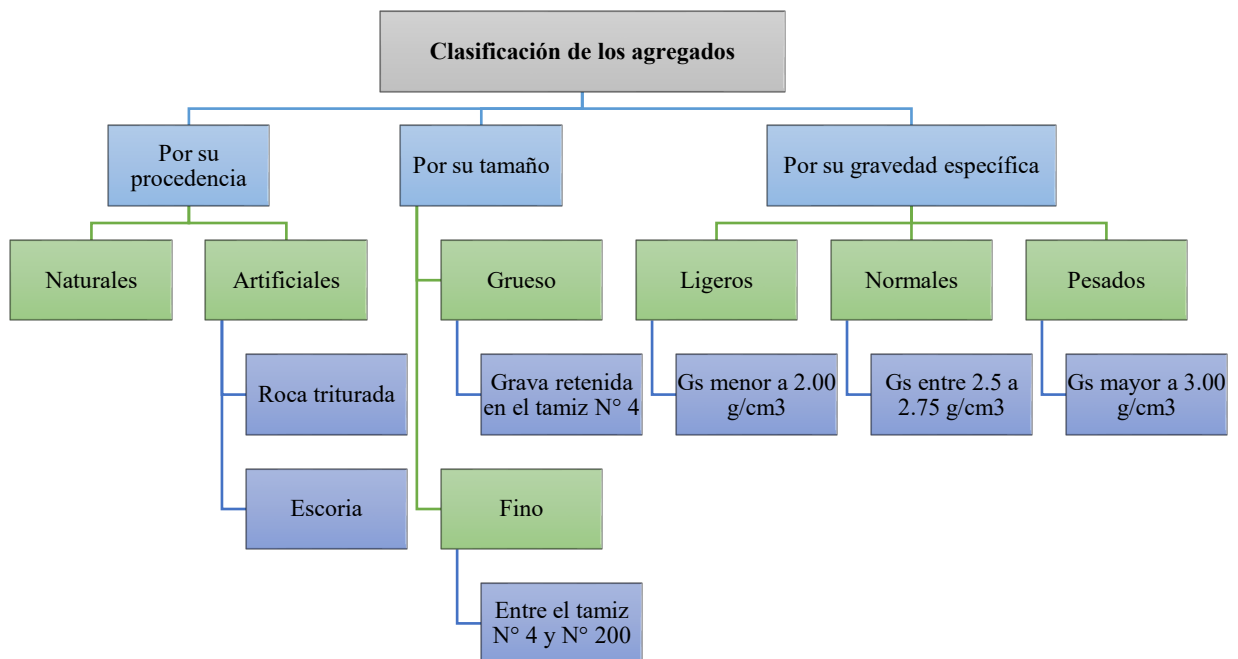 Clasificación de los agregados
Por su
procedencia
Por su tamaño
Por su gravedad específica
Naturales
Artificiales
Grueso
Ligeros
Normales
Pesados
Roca triturada
Grava retenida
en el tamiz N° 4
Gs menor a 2.00
g/cm3
Gs entre 2.5 a
2.75 g/cm3
Gs mayor a 3.00
g/cm3
Escoria
Fino
Entre el tamiz
N° 4 y N° 200